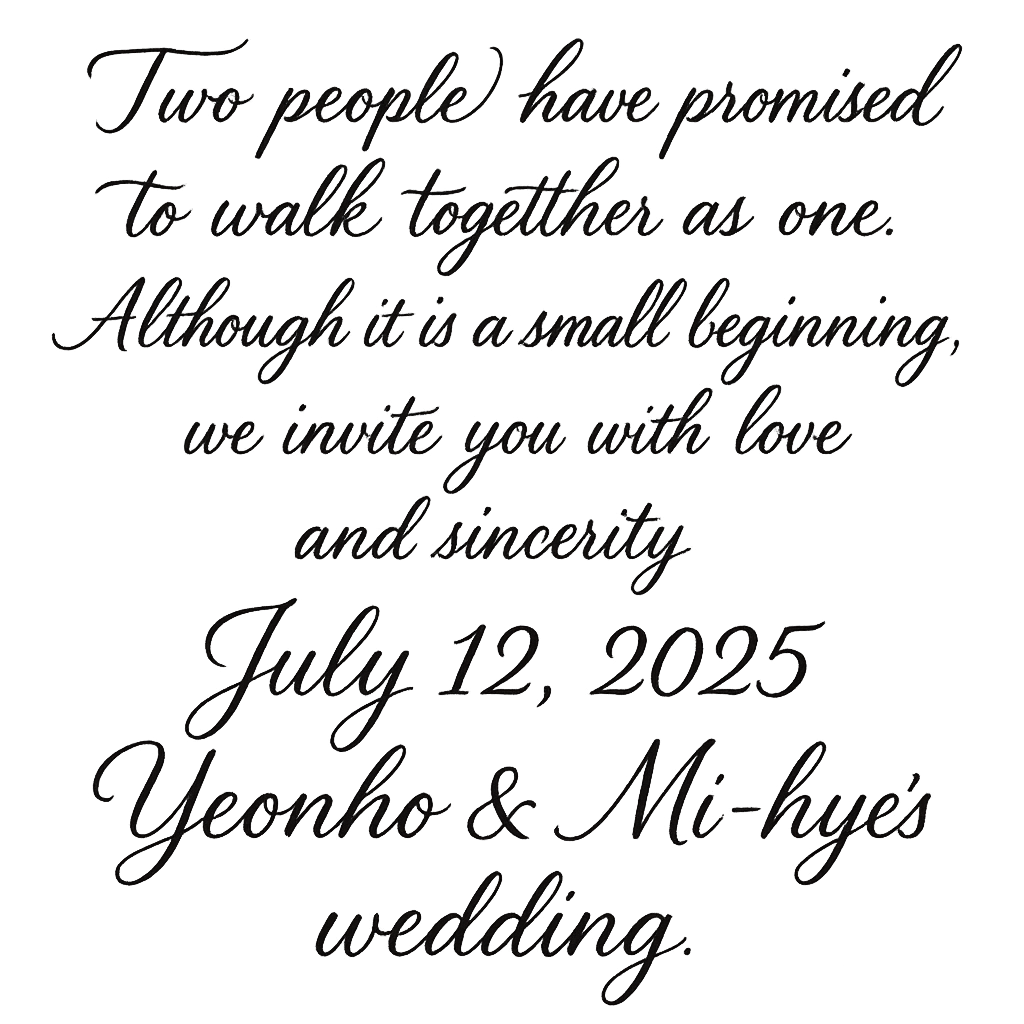 Two people have promised
to walk togetther as one.
Although it is a small beginning,
we invite you with love
and sincerity
July 12, 2025
Yeonho & Mi-hye's
wedding.